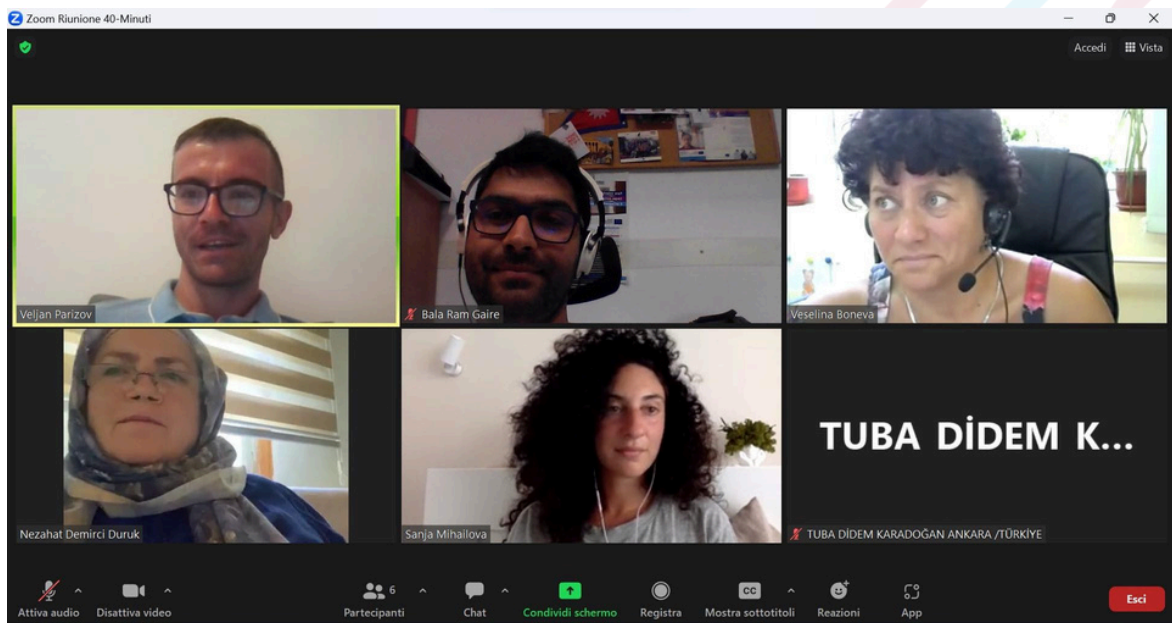 Zoom Riunione 40-Minuti
Accedi
Vista
Veljan Parizov
Bala Ram Gaire
Veselina Boneva
Nezahat Demirci Duruk
Sanja Mihailova
TUBA DİDEM K...
TUBA DİDEM KARADOĞAN ANKARA /TÜRKİYE
6
CC
Attiva audio
Disattiva video
Partecipanti
Chat
Condividi schermo
Registra
Mostra sottotitoli
Reazioni
App
Esci